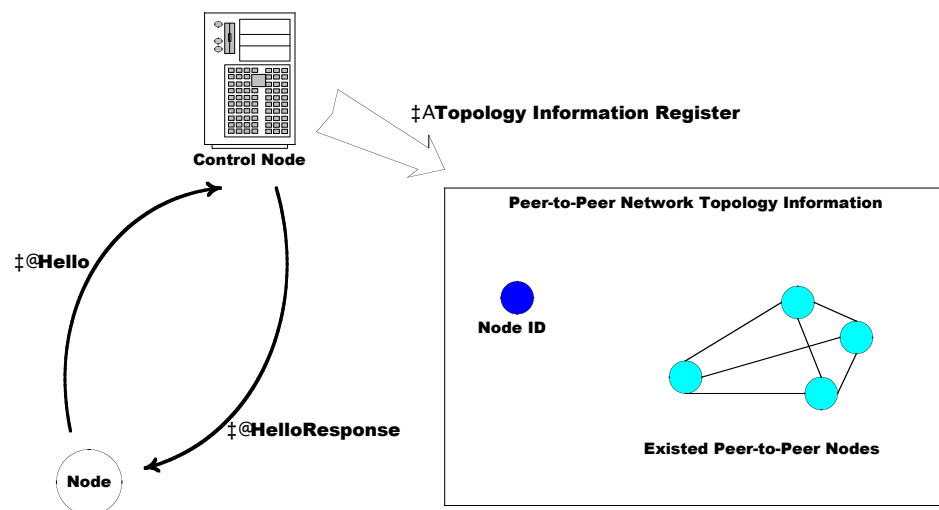 ‡ATopology Information Register
Control Node
Peer-to-Peer Network Topology Information
‡@Hello
Node ID
‡@HelloResponse
Existed Peer-to-Peer Nodes
Node